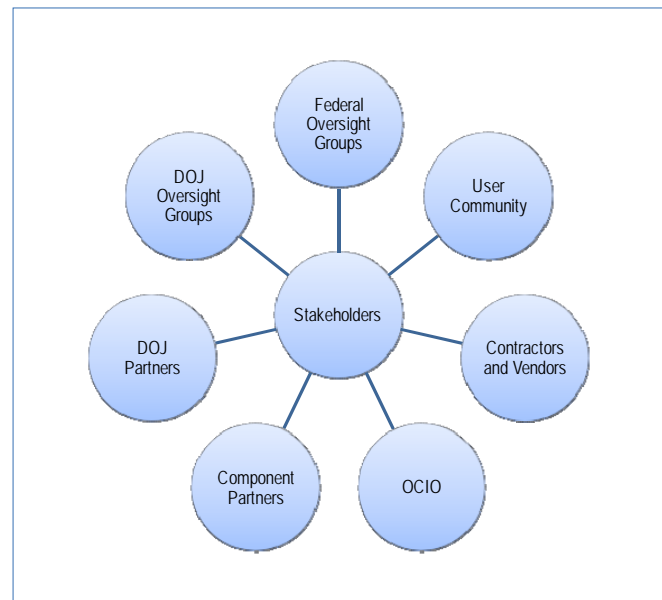 Federal
Oversight
Groups
DOJ
Oversight
Groups
User
Community
Stakeholders
DOJ
Partners
Contractors
and Vendors
Component
Partners
OCIO